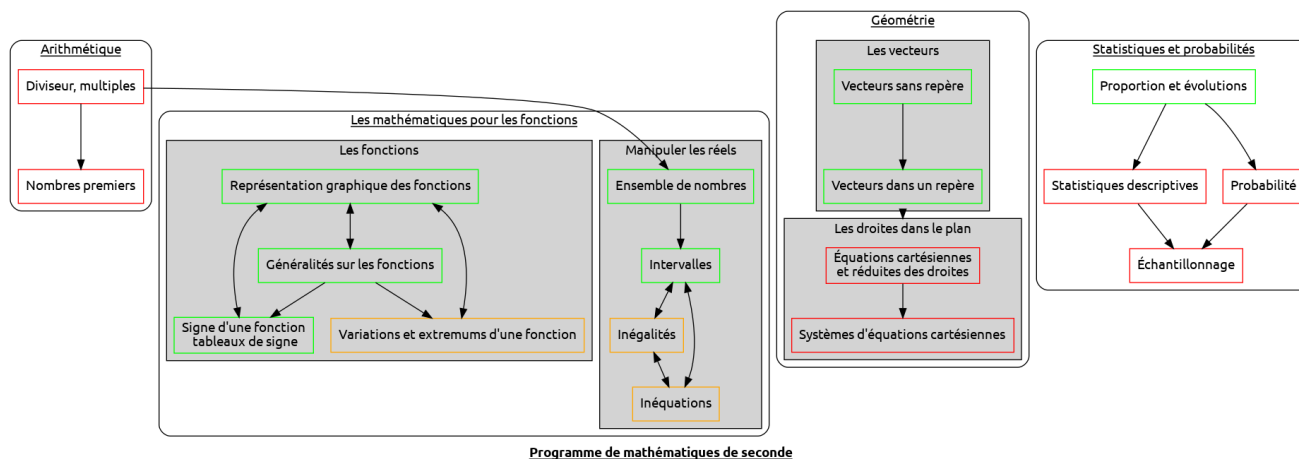 Arithmétique
Diviseur, multiples
Nombres premiers
Les mathématiques pour les fonctions
Les fonctions
Représentation graphique des fonctions
Généralités sur les fonctions
Signe d'une fonction
tableaux de signe
Variations et extremums d'une fonction
Manipuler les réels
Ensemble de nombres
Intervalles
Inégalités
Inéquations
Géométrie
Les vecteurs
Vecteurs sans repère
Vecteurs dans un repère
Les droites dans le plan
Équations cartésiennes
et réduites des droites
Systèmes d'équations cartésiennes
Statistiques et probabilités
Proportion et évolutions
Statistiques descriptives
Probabilité
Échantillonnage
Programme de mathématiques de seconde